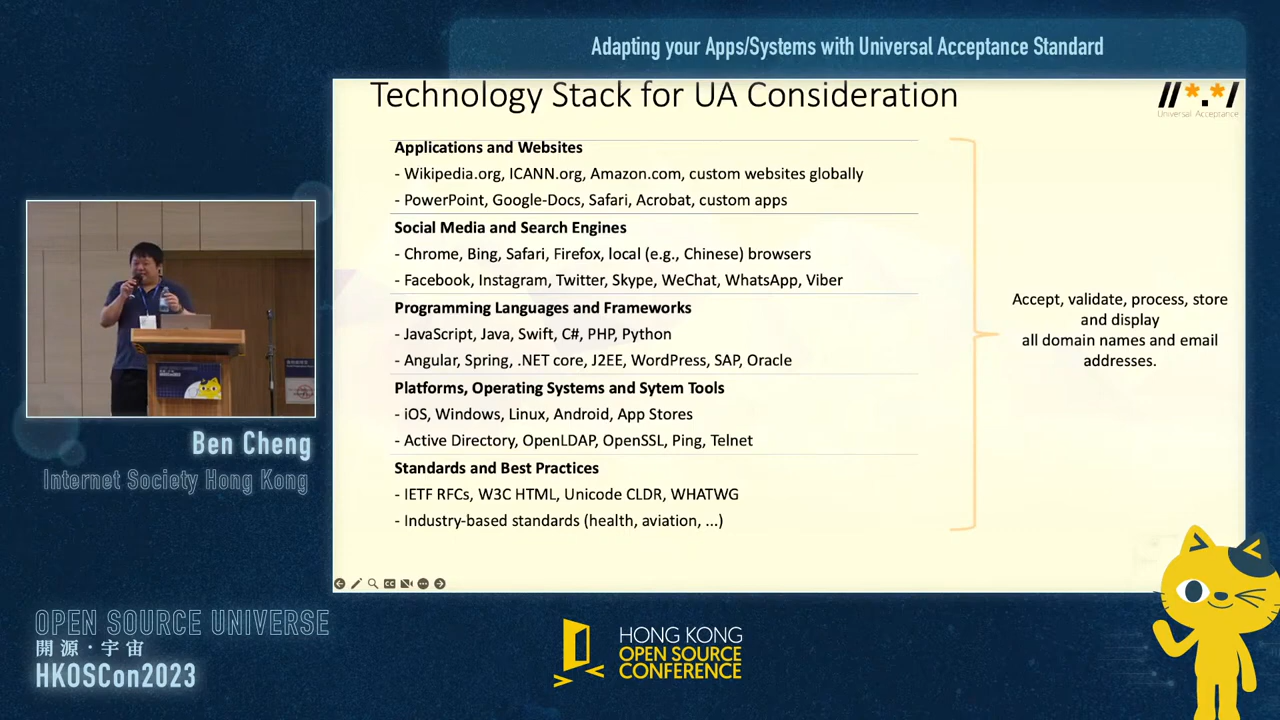 Adapting your Apps/Systems with Universal Acceptance Standard
Technology Stack for UA Consideration
//*.*/
Universal Acceptance
Applications and Websites
- Wikipedia.org, ICANN.org, Amazon.com, custom websites globally
- PowerPoint, Google-Docs, Safari, Acrobat, custom apps
Social Media and Search Engines
- Chrome, Bing, Safari, Firefox, local (e.g., Chinese) browsers
- Facebook, Instagram, Twitter, Skype, WeChat, WhatsApp, Viber
Programming Languages and Frameworks
- JavaScript, Java, Swift, C#, PHP, Python
- Angular, Spring, .NET core, J2EE, WordPress, SAP, Oracle
Platforms, Operating Systems and Sytem Tools
- iOS, Windows, Linux, Android, App Stores
- Active Directory, OpenLDAP, OpenSSL, Ping, Telnet
Standards and Best Practices
- IETF RFCs, W3C HTML, Unicode CLDR, WHATWG
- Industry-based standards (health, aviation, ...)
Accept, validate, process, store
and display
all domain names and email
addresses.
Ben Cheng
Internet Society Hong Kong
OPEN SOURCE UNIVERSE
開源·宇宙
HKOSCon2023
HONG KONG
OPEN SOURCE
CONFERENCE